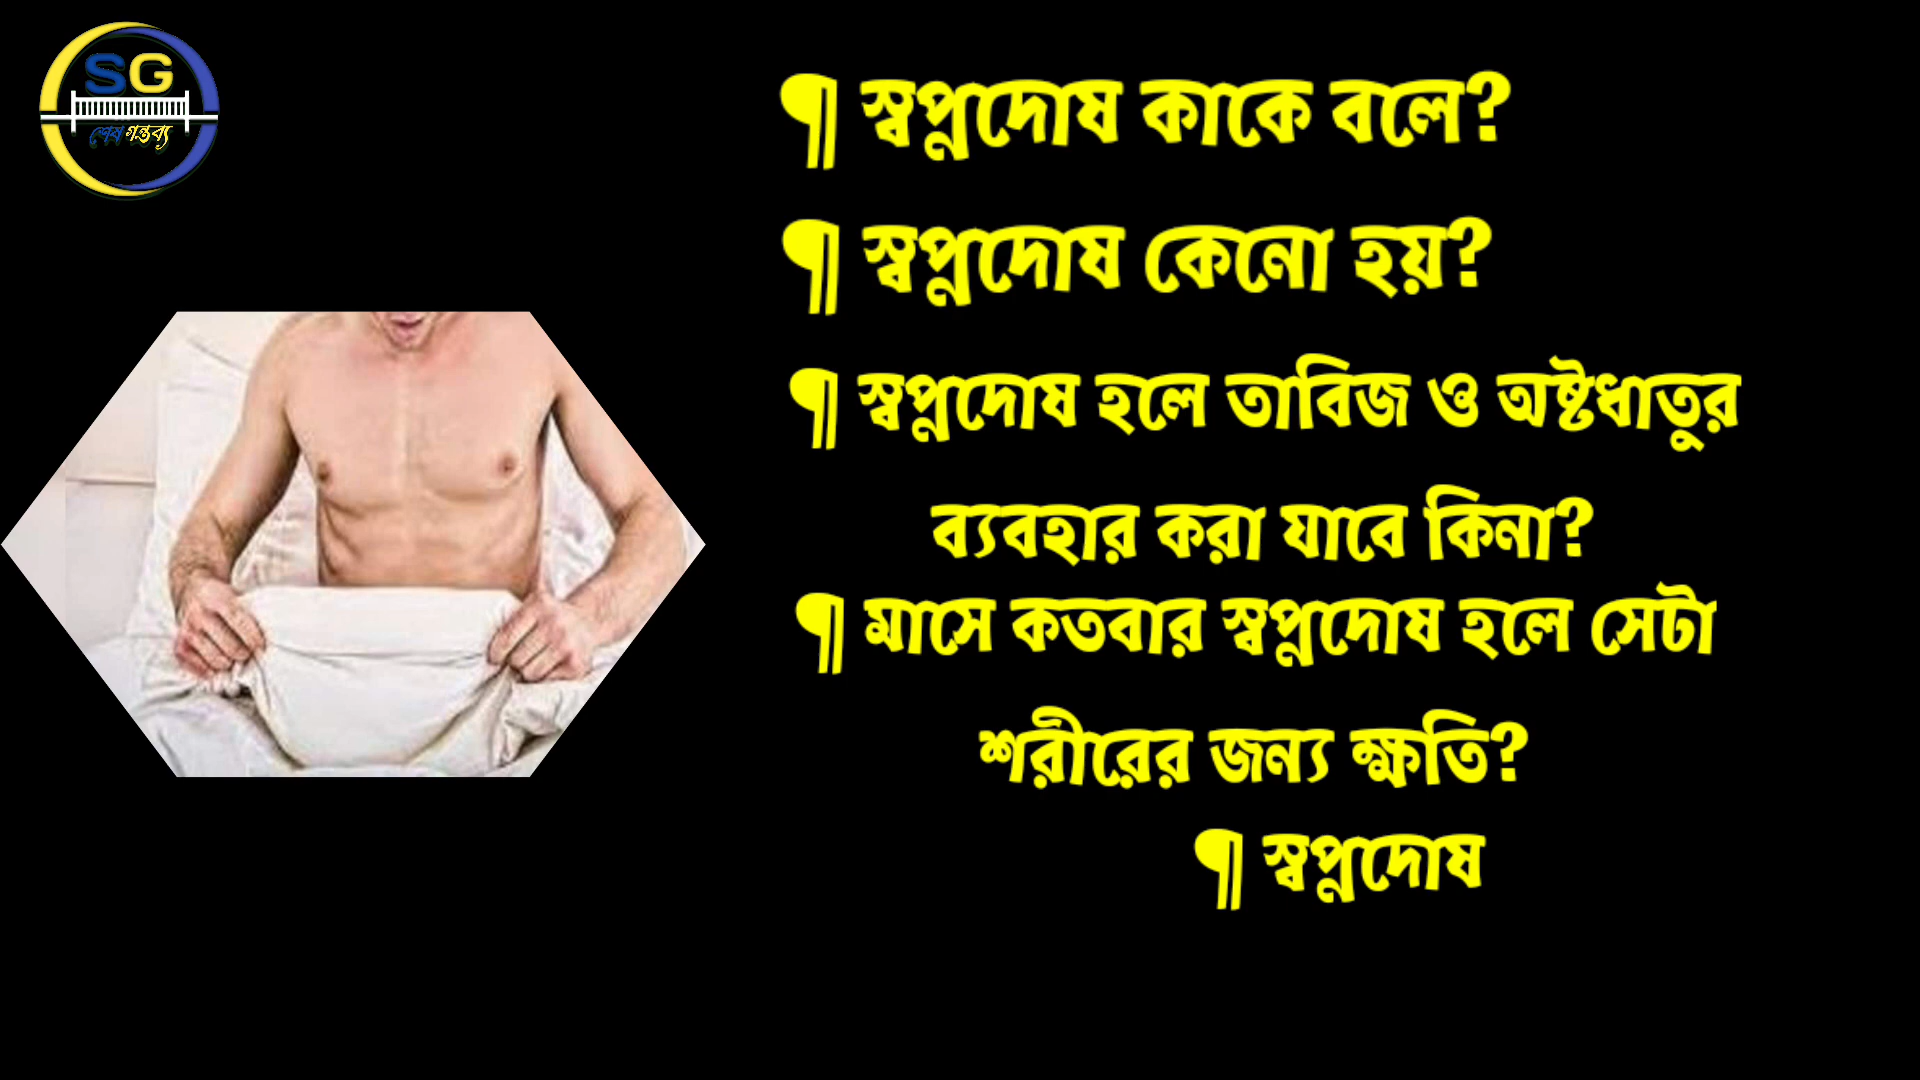 SG
শেষ গন্তব্য
¶ স্বপ্নদোষ কাকে বলে?
¶ স্বপ্নদোষ কেনো হয়?
¶ স্বপ্নদোষ হলে তাবিজ ও অষ্টধাতুর
ব্যবহার করা যাবে কিনা?
¶ মাসে কতবার স্বপ্নদোষ হলে সেটা
শরীরের জন্য ক্ষতি?
¶ স্বপ্নদোষ